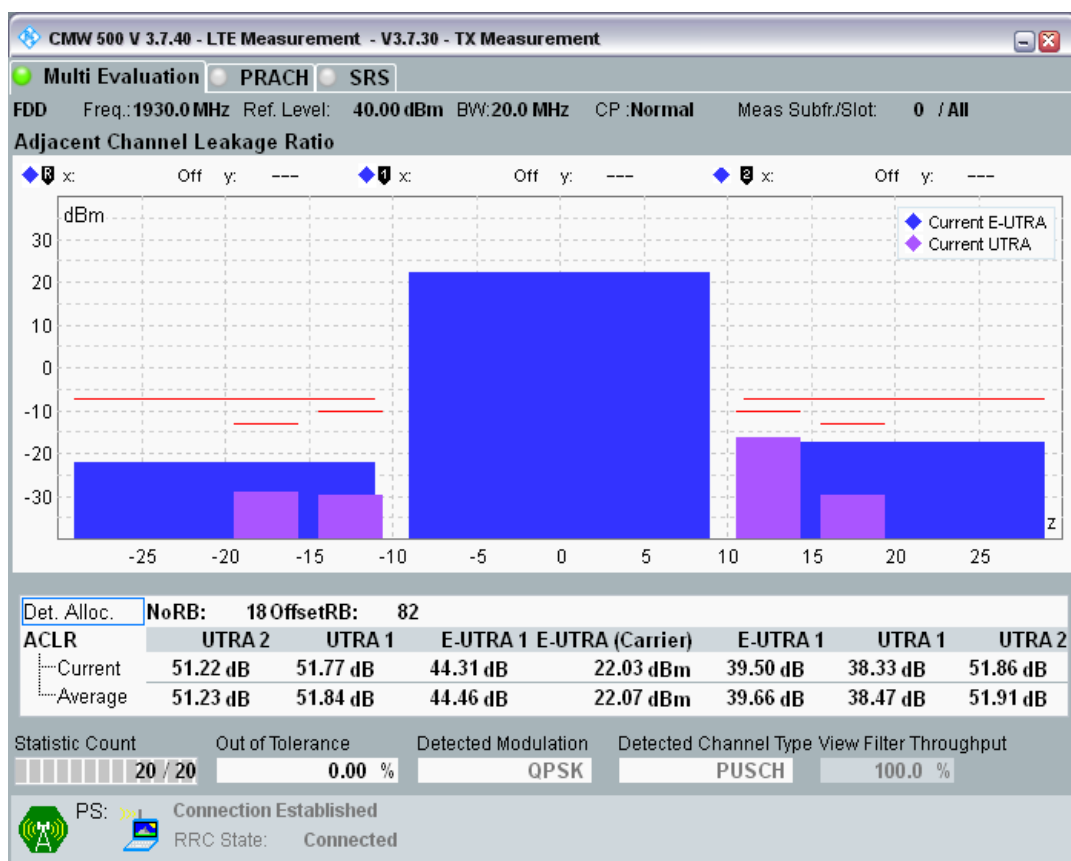 CMW 500 V 3.7.40 - LTE Measurement - V3.7.30 - TX Measurement
Multi Evaluation PRACH SRS
FDD Freq.: 1930.0 MHz Ref. Level: 40.00 dBm BW: 20.0 MHz CP : Normal Meas Subfr./Slot: 0 / All
Adjacent Channel Leakage Ratio
R x: Off y: --- 1 x: Off y: --- 2 x: Off y: ---
dBm
Current E-UTRA
Current UTRA
30
20
10
0
-10
-20
-30
z
-25 -20 -15 -10 -5 0 5 10 15 20 25
Det. Alloc. NoRB: 18 OffsetRB: 82
ACLR UTRA 2 UTRA 1 E-UTRA 1 E-UTRA (Carrier) E-UTRA 1 UTRA 1 UTRA 2
Current 51.22 dB 51.77 dB 44.31 dB 22.03 dBm 39.50 dB 38.33 dB 51.86 dB
Average 51.23 dB 51.84 dB 44.46 dB 22.07 dBm 39.66 dB 38.47 dB 51.91 dB
Statistic Count Out of Tolerance Detected Modulation Detected Channel Type View Filter Throughput
20 / 20 0.00 % QPSK PUSCH 100.0 %
PS: Connection Established
RRC State: Connected